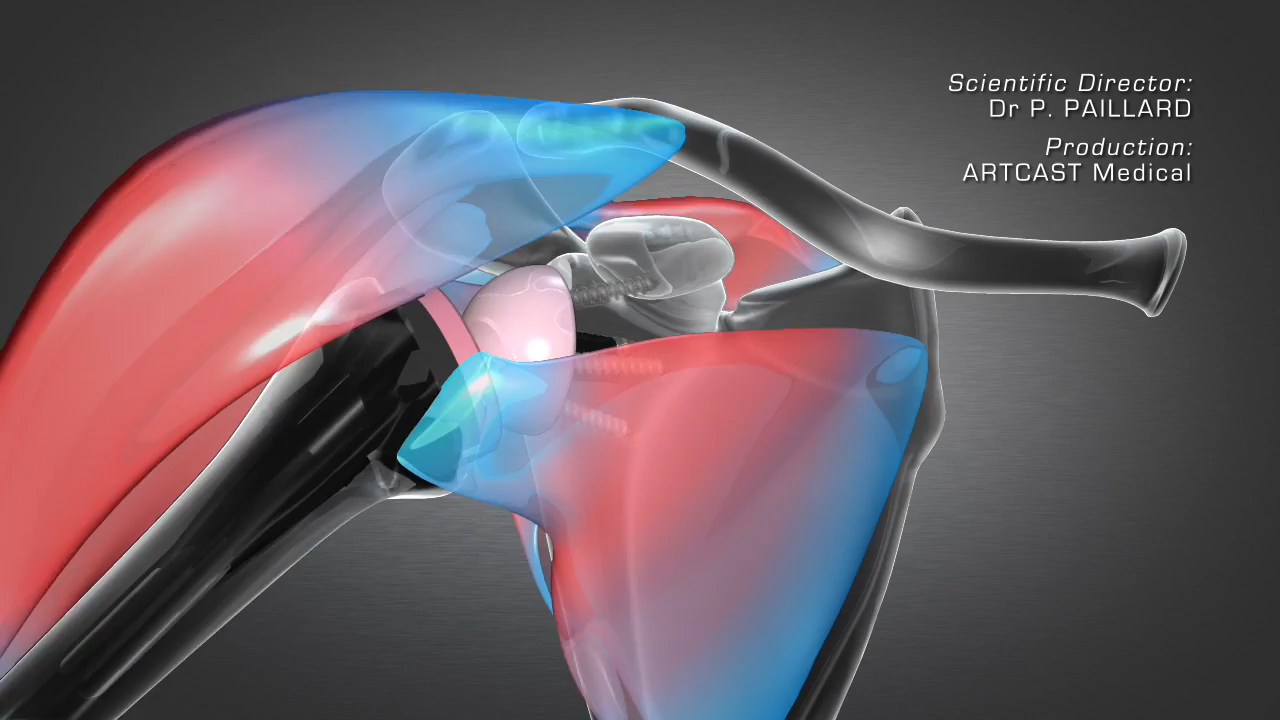 Scientific Director:
Dr P. PAILLARD
Production:
ARTCAST Medical